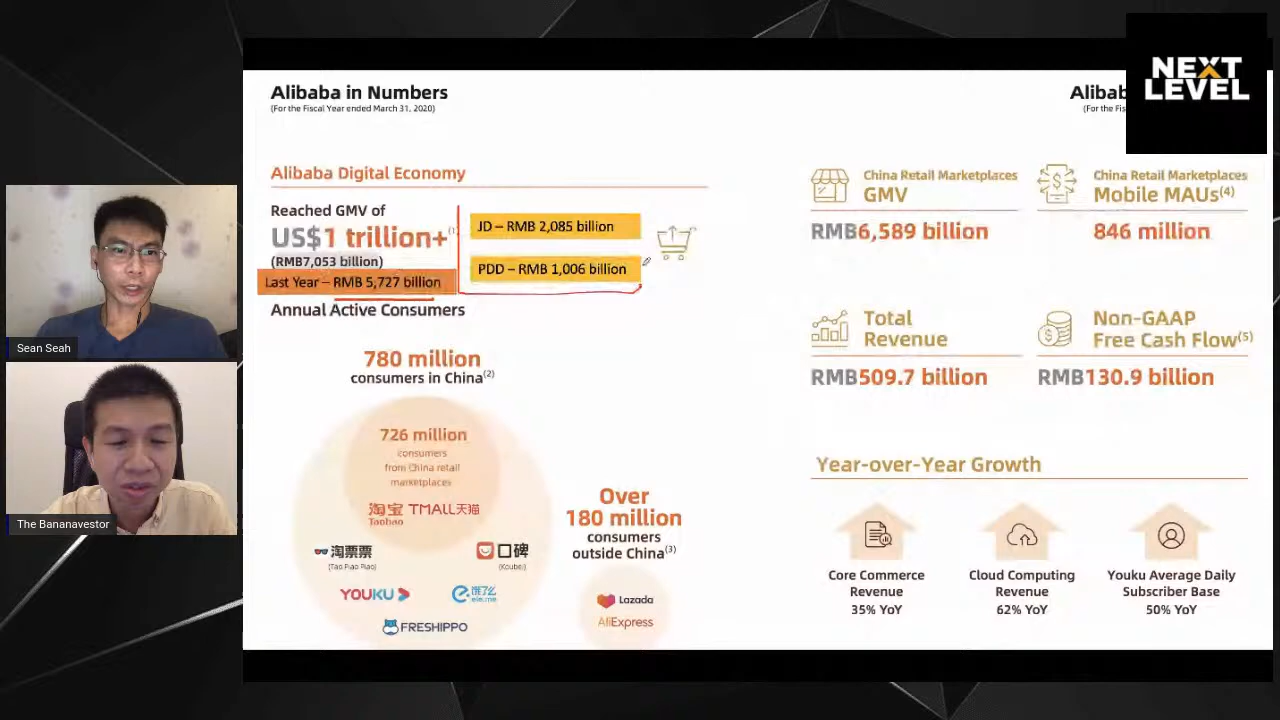 NEXT
LEVEL
Sean Seah
The Bananavestor
Alibaba in Numbers
(For the Fiscal Year ended March 31, 2020)
Alibaba Digital Economy
Reached GMV of
US$1 trillion+(1)
(RMB7,053 billion)
Last Year – RMB 5,727 billion
JD – RMB 2,085 billion
PDD – RMB 1,006 billion
Annual Active Consumers
780 million
consumers in China(2)
726 million
consumers
from China retail
marketplaces
淘宝 TMALL天猫
Taobao
淘票票
(Tao Piao Piao)
口碑
(Koubei)
YOUKU
饿了么
ele.me
FRESHIPPO
Over
180 million
consumers
outside China(3)
Lazada
AliExpress
Alibab
(For the Fis
China Retail Marketplaces
GMV
RMB6,589 billion
China Retail Marketplaces
Mobile MAUs(4)
846 million
Total
Revenue
RMB509.7 billion
Non-GAAP
Free Cash Flow(5)
RMB130.9 billion
Year-over-Year Growth
Core Commerce
Revenue
35% YoY
Cloud Computing
Revenue
62% YoY
Youku Average Daily
Subscriber Base
50% YoY